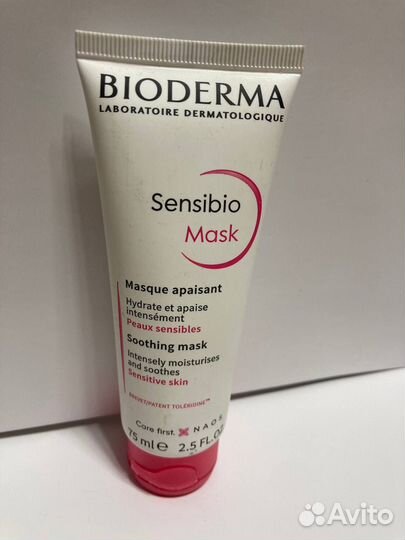 BIODERMA
LABORATOIRE DERMATOLOGIQUE
Sensibio
Mask
Masque apaisant
Hydrate et apaise
intensément
Peaux sensibles
Soothing mask
Intensely moisturises
and soothes
Sensitive skin
BREVET/PATENT TOLÉRIDINE™
Care first. NAOS
75 ml e 2.5 FL.OZ
Avito